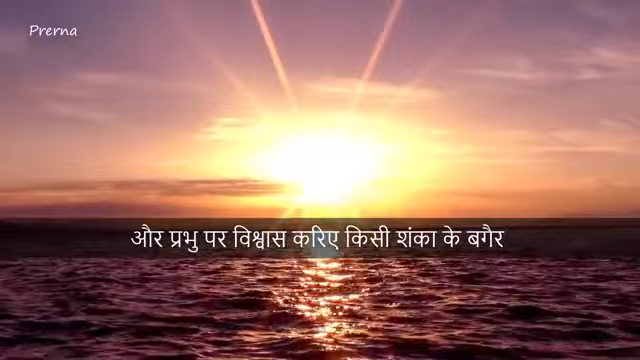 Prerna
और प्रभु पर विश्वास करिए किसी शंका के बगैर